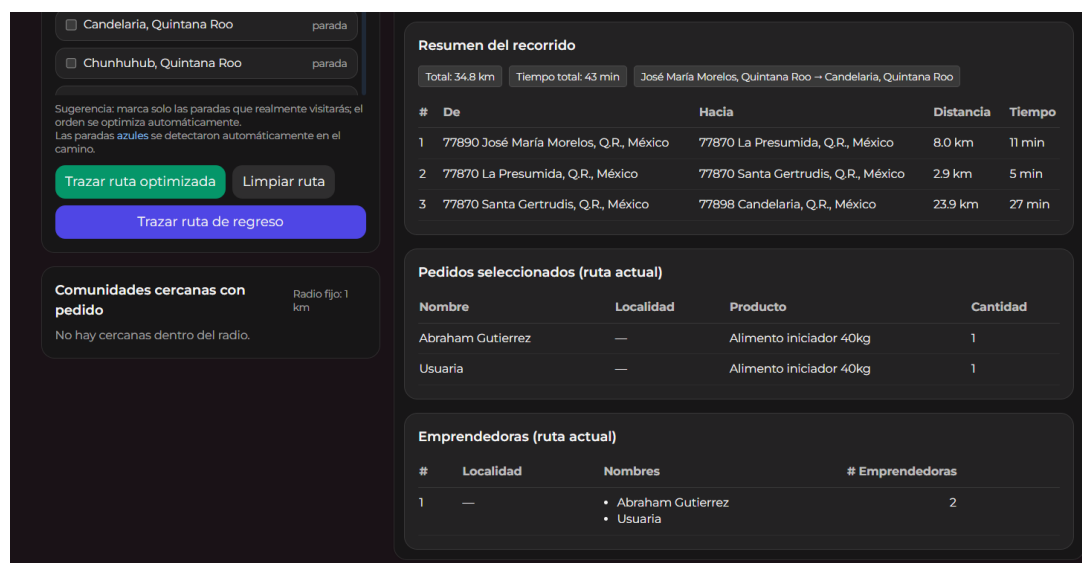 Candelaria, Quintana Roo parada
Chunhuhub, Quintana Roo parada
Sugerencia: marca solo las paradas que realmente visitarás; el
orden se optimiza automáticamente.
Las paradas azules se detectaron automáticamente en el
camino.
Trazar ruta optimizada Limpiar ruta
Trazar ruta de regreso
Comunidades cercanas con
pedido
Radio fijo: 1
km
No hay cercanas dentro del radio.
Resumen del recorrido
Total: 34.8 km Tiempo total: 43 min José María Morelos, Quintana Roo → Candelaria, Quintana Roo
# De Hacia Distancia Tiempo
1 77890 José María Morelos, Q.R., México 77870 La Presumida, Q.R., México 8.0 km 11 min
2 77870 La Presumida, Q.R., México 77870 Santa Gertrudis, Q.R., México 2.9 km 5 min
3 77870 Santa Gertrudis, Q.R., México 77898 Candelaria, Q.R., México 23.9 km 27 min
Pedidos seleccionados (ruta actual)
Nombre Localidad Producto Cantidad
Abraham Gutierrez — Alimento iniciador 40kg 1
Usuaria — Alimento iniciador 40kg 1
Emprendedoras (ruta actual)
# Localidad Nombres # Emprendedoras
1 — • Abraham Gutierrez 2
• Usuaria